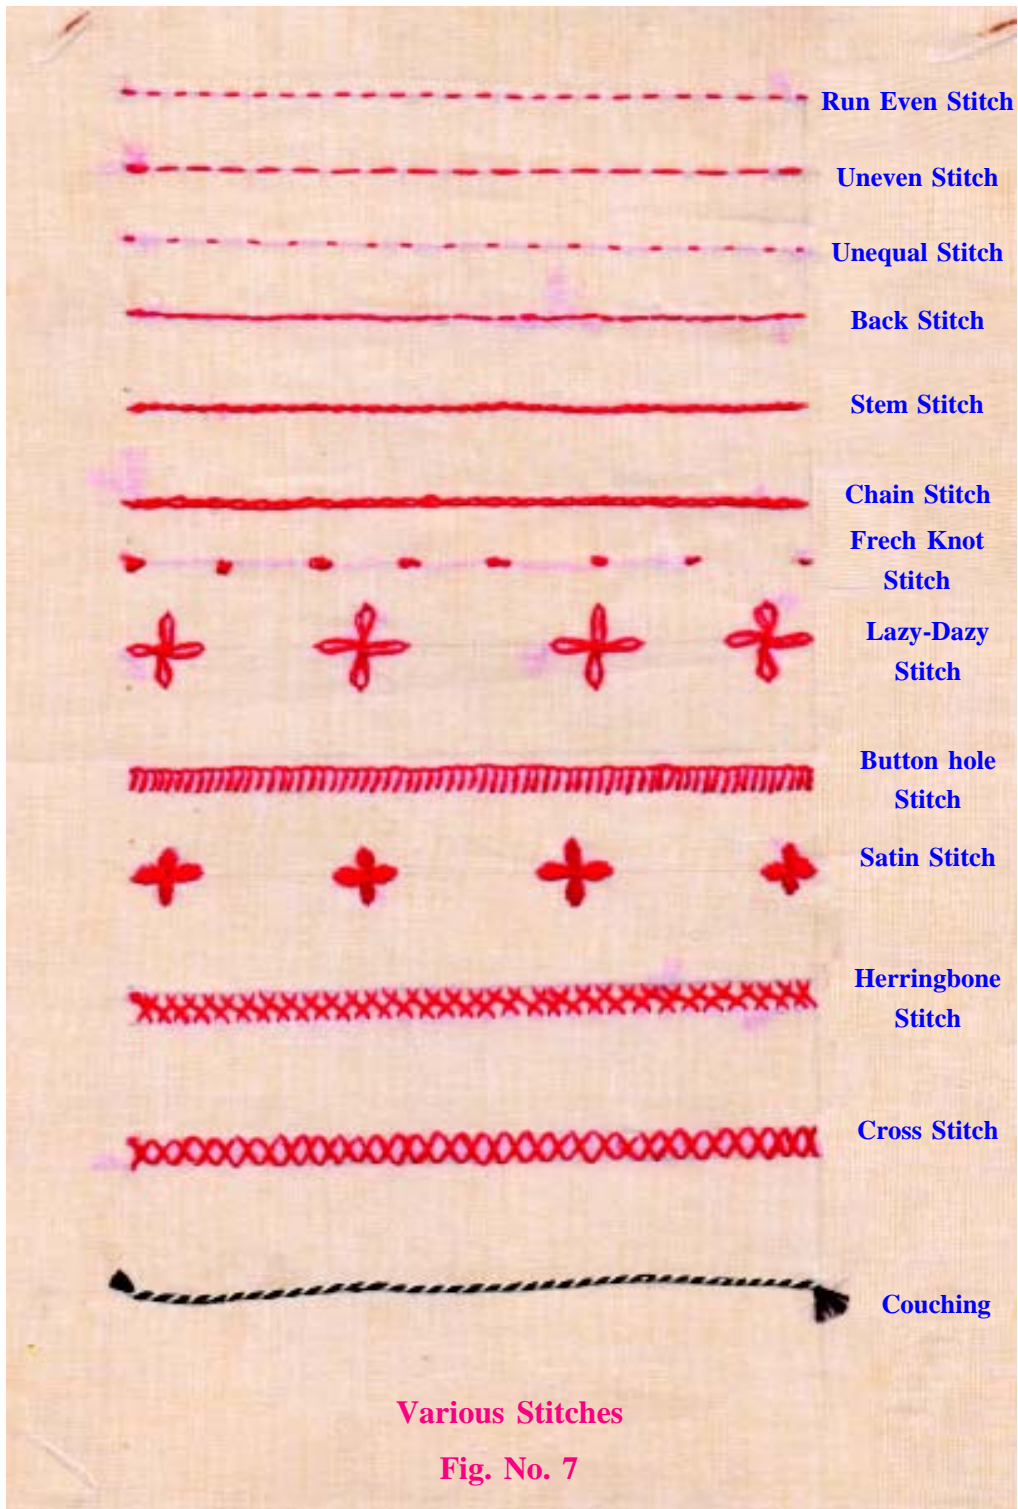 Run Even Stitch
Uneven Stitch
Unequal Stitch
Back Stitch
Stem Stitch
Chain Stitch
Frech Knot
Stitch
Lazy-Dazy
Stitch
Button hole
Stitch
Satin Stitch
Herringbone
Stitch
Cross Stitch
Couching
Various Stitches
Fig. No. 7